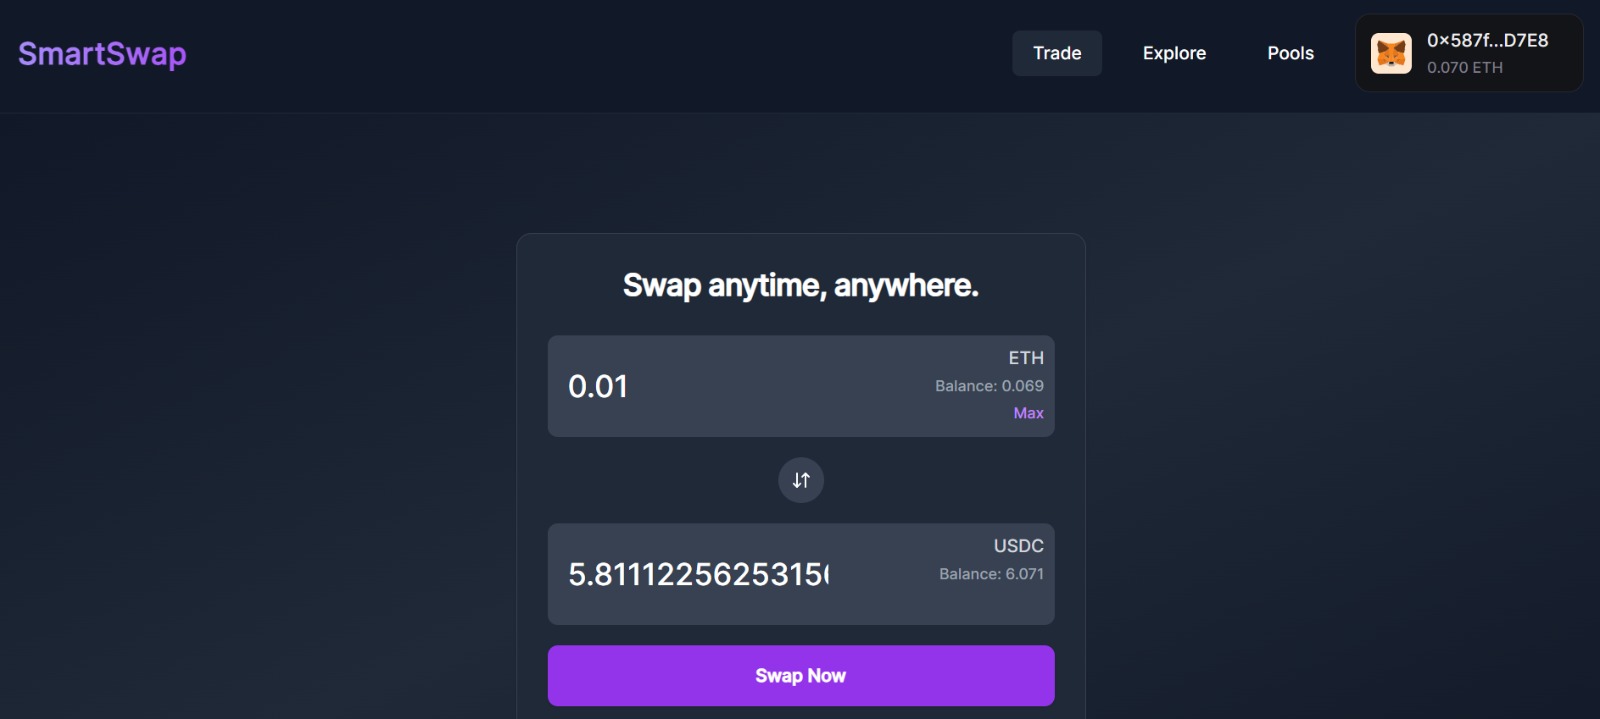 SmartSwap
Trade
Explore
Pools
0×587f...D7E8
0.070 ETH
Swap anytime, anywhere.
0.01
ETH
Balance: 0.069
Max
5.8111225625315
USDC
Balance: 6.071
Swap Now